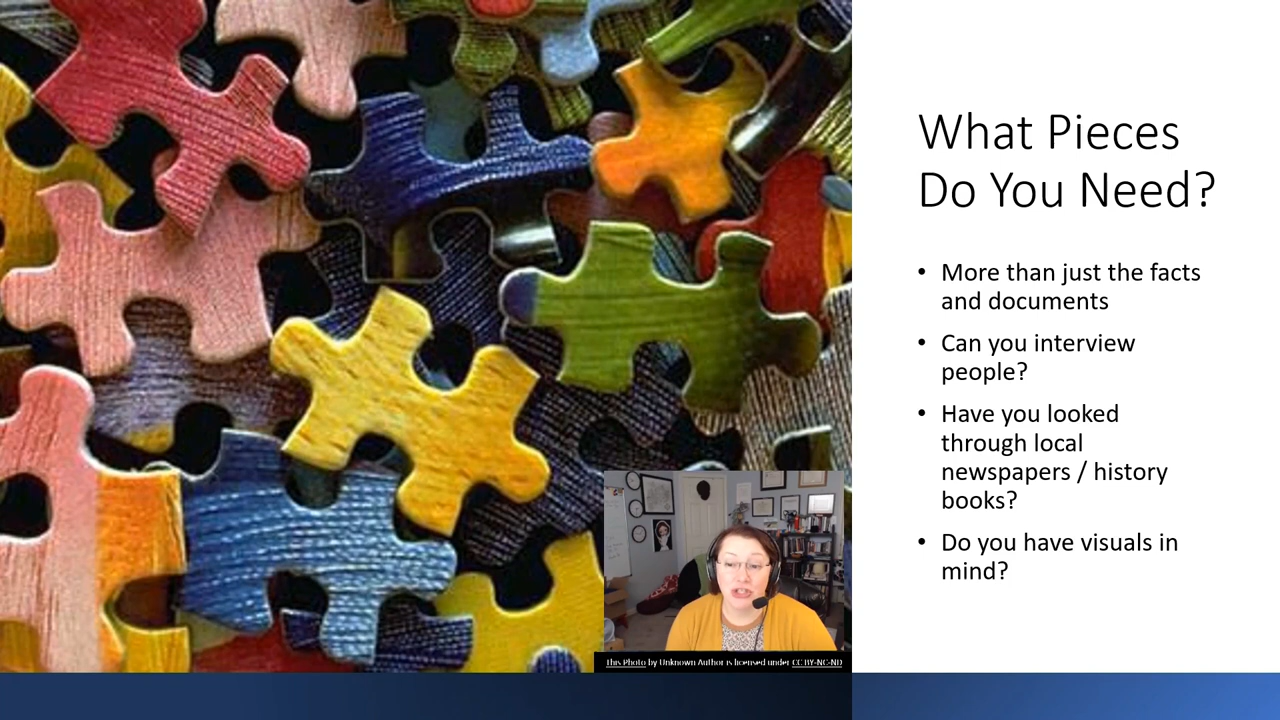 What Pieces
Do You Need?
• More than just the facts
and documents
• Can you interview
people?
• Have you looked
through local
newspapers / history
books?
• Do you have visuals in
mind?
This Photo by Unknown Author is licensed under CC BY-NC-ND